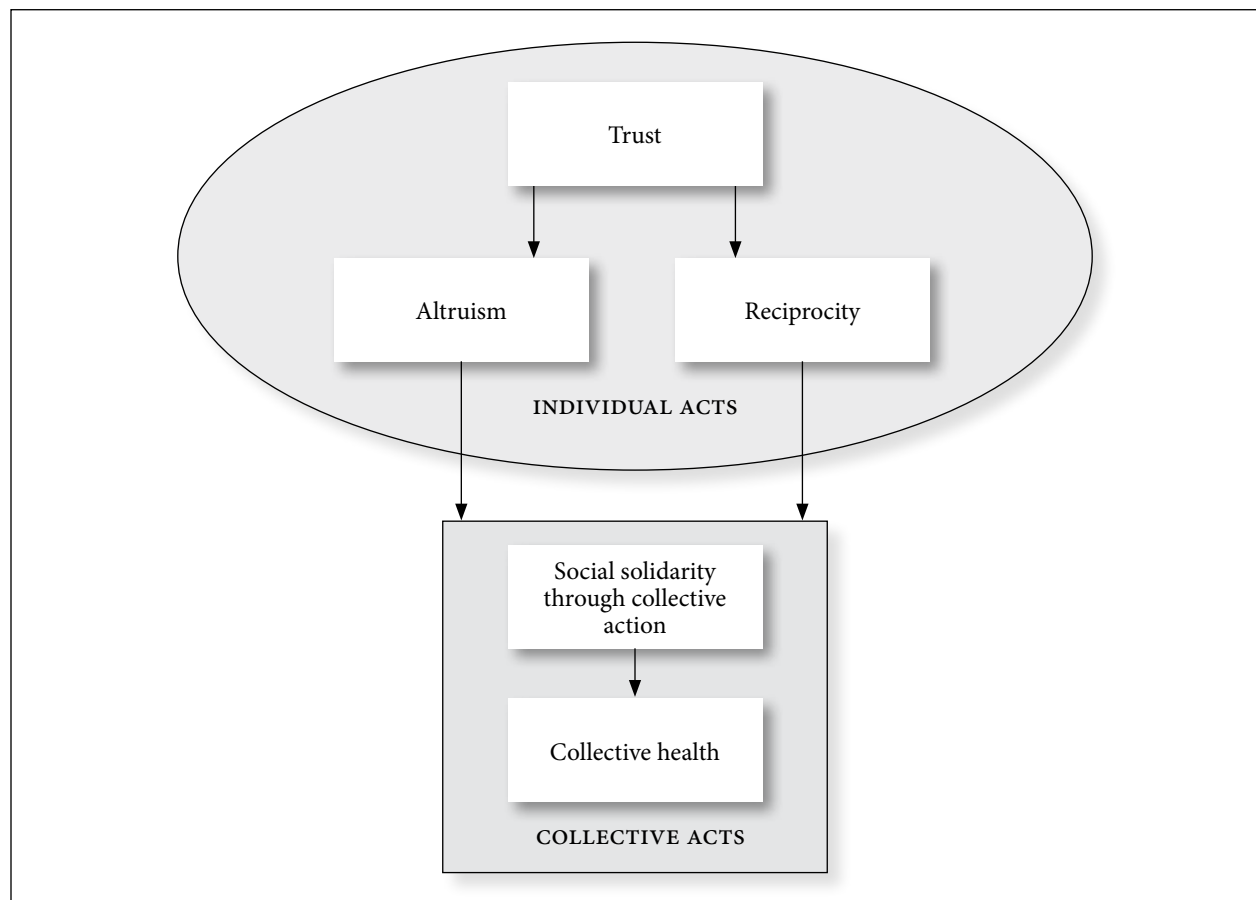 Trust
Altruism
Reciprocity
INDIVIDUAL ACTS
Social solidarity
through collective
action
Collective health
COLLECTIVE ACTS